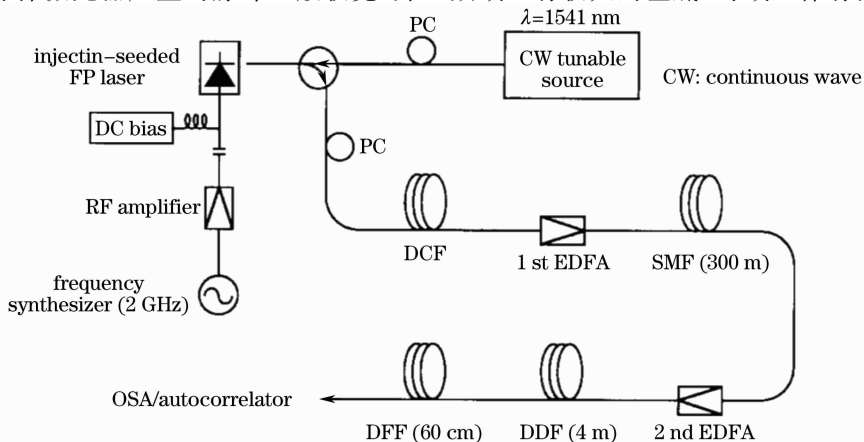 λ=1541 nm
PC
injectin−seeded
FP laser
CW tunable
source
CW: continuous wave
DC bias
PC
RF amplifier
DCF
1 st EDFA
SMF (300 m)
frequency
synthesizer (2 GHz)
OSA/autocorrelator
DFF (60 cm)
DDF (4 m)
2 nd EDFA